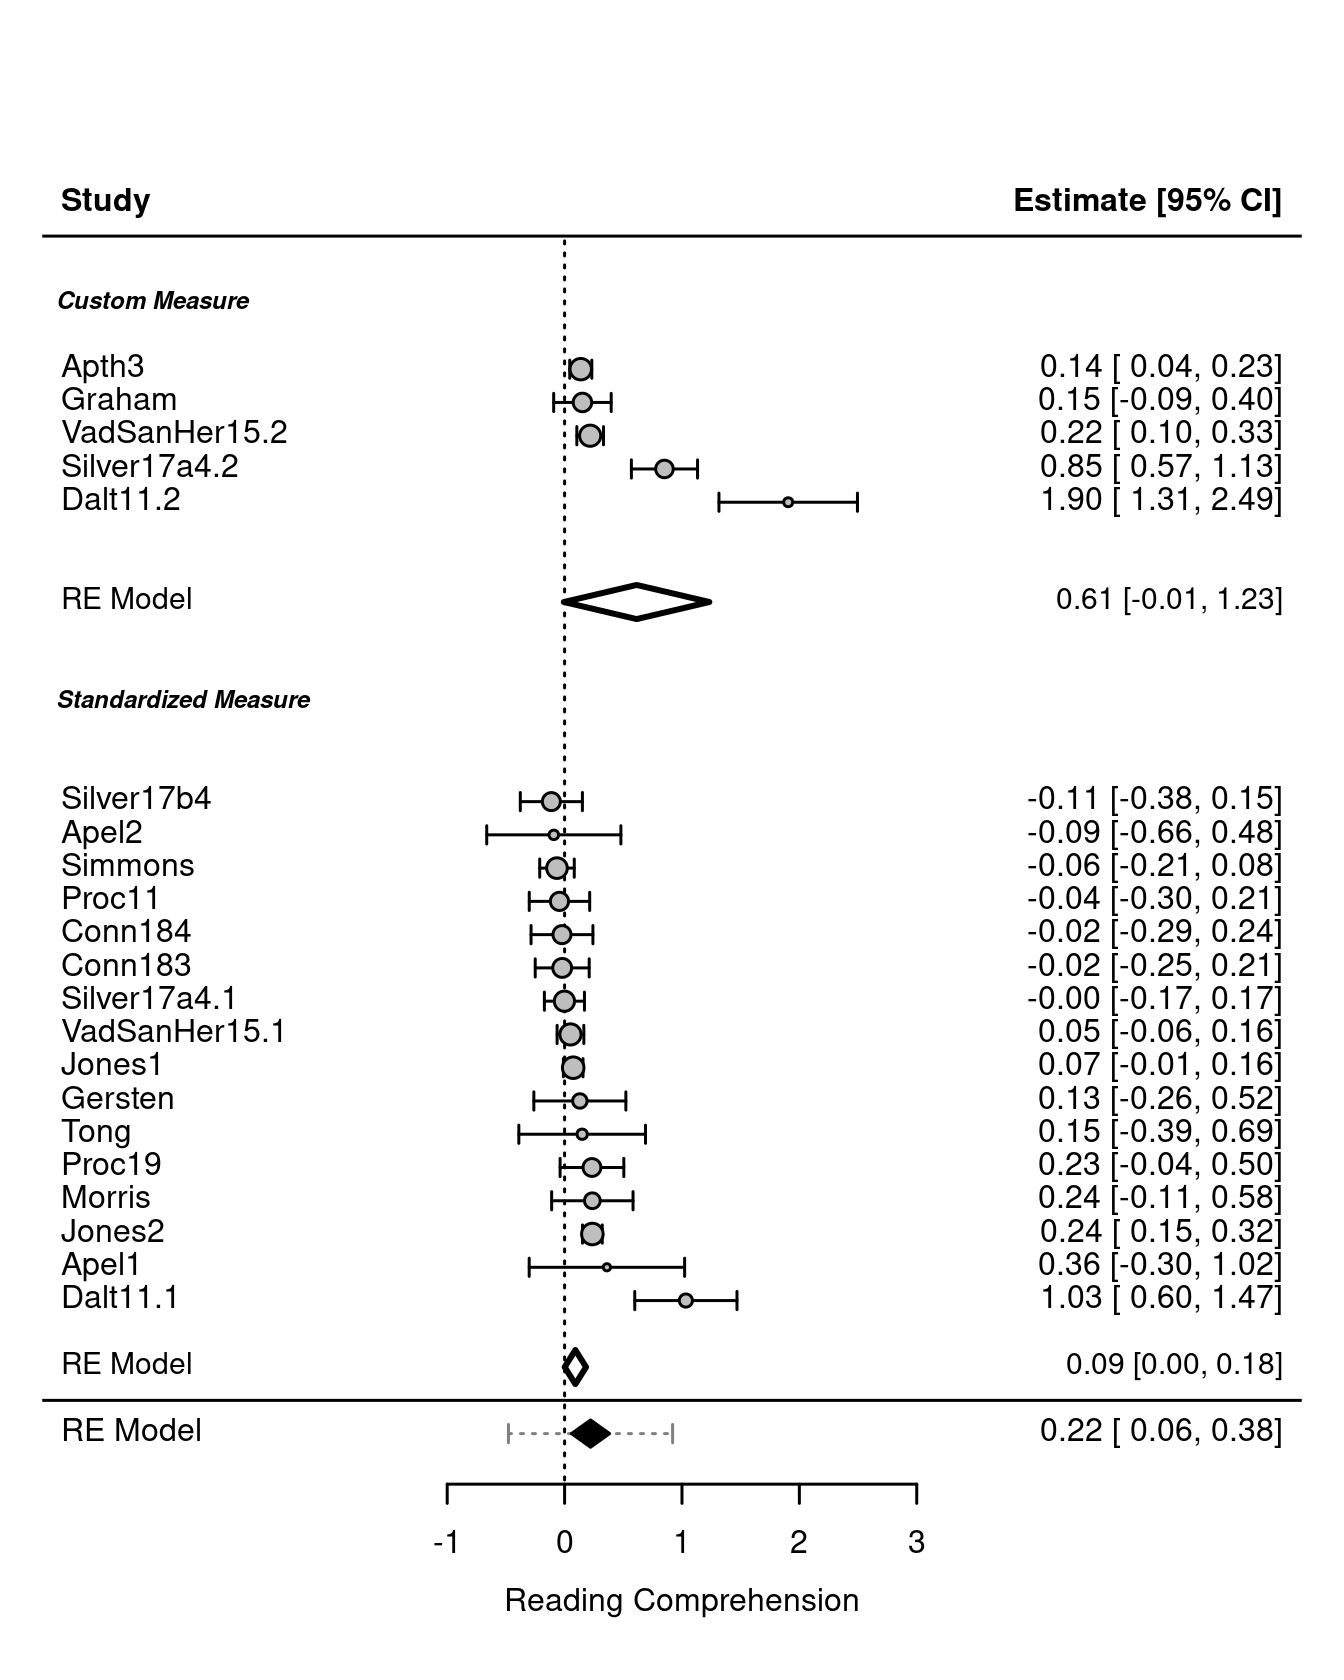 Study Estimate [95% CI]
Custom Measure
Apth3 0.14 [ 0.04, 0.23]
Graham 0.15 [-0.09, 0.40]
VadSanHer15.2 0.22 [ 0.10, 0.33]
Silver17a4.2 0.85 [ 0.57, 1.13]
Dalt11.2 1.90 [ 1.31, 2.49]
RE Model 0.61 [-0.01, 1.23]
Standardized Measure
Silver17b4 -0.11 [-0.38, 0.15]
Apel2 -0.09 [-0.66, 0.48]
Simmons -0.06 [-0.21, 0.08]
Proc11 -0.04 [-0.30, 0.21]
Conn184 -0.02 [-0.29, 0.24]
Conn183 -0.02 [-0.25, 0.21]
Silver17a4.1 -0.00 [-0.17, 0.17]
VadSanHer15.1 0.05 [-0.06, 0.16]
Jones1 0.07 [-0.01, 0.16]
Gersten 0.13 [-0.26, 0.52]
Tong 0.15 [-0.39, 0.69]
Proc19 0.23 [-0.04, 0.50]
Morris 0.24 [-0.11, 0.58]
Jones2 0.24 [ 0.15, 0.32]
Apel1 0.36 [-0.30, 1.02]
Dalt11.1 1.03 [ 0.60, 1.47]
RE Model 0.09 [0.00, 0.18]
RE Model 0.22 [ 0.06, 0.38]
-1 0 1 2 3
Reading Comprehension